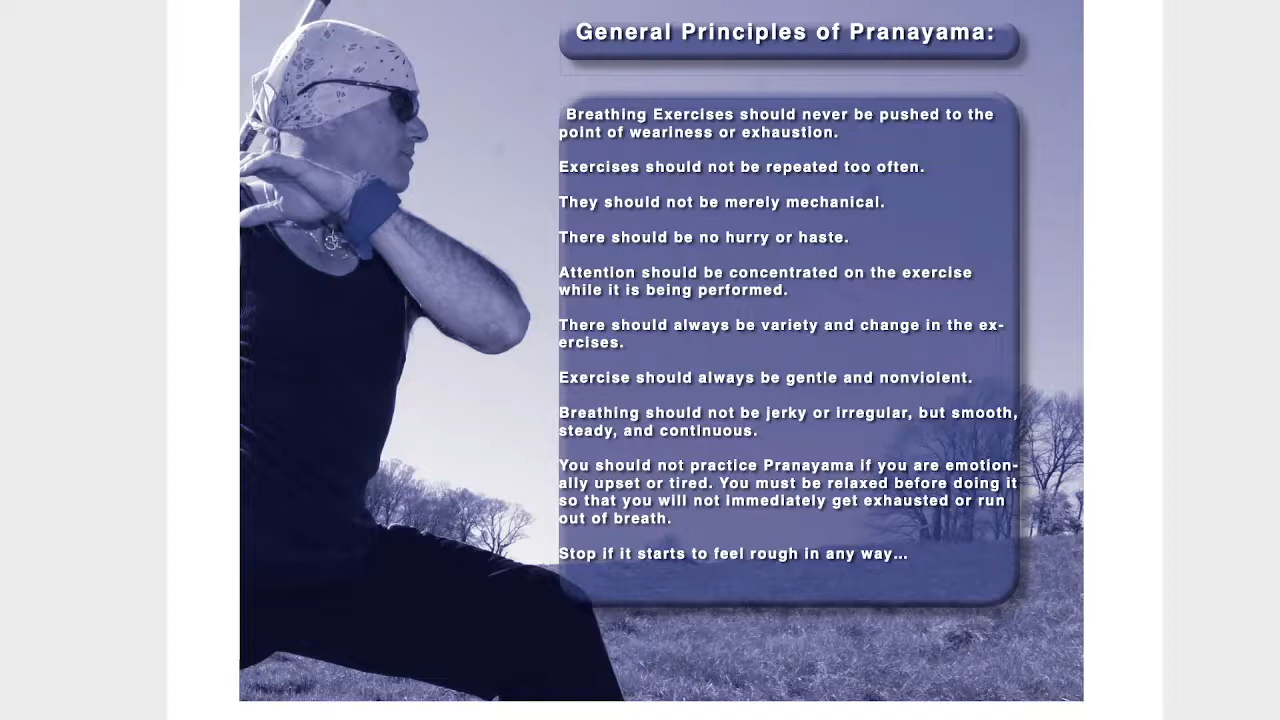 General Principles of Pranayama:
Breathing Exercises should never be pushed to the
point of weariness or exhaustion.
Exercises should not be repeated too often.
They should not be merely mechanical.
There should be no hurry or haste.
Attention should be concentrated on the exercise
while it is being performed.
There should always be variety and change in the ex-
ercises.
Exercise should always be gentle and nonviolent.
Breathing should not be jerky or irregular, but smooth,
steady, and continuous.
You should not practice Pranayama if you are emotion-
ally upset or tired. You must be relaxed before doing it
so that you will not immediately get exhausted or run
out of breath.
Stop if it starts to feel rough in any way...